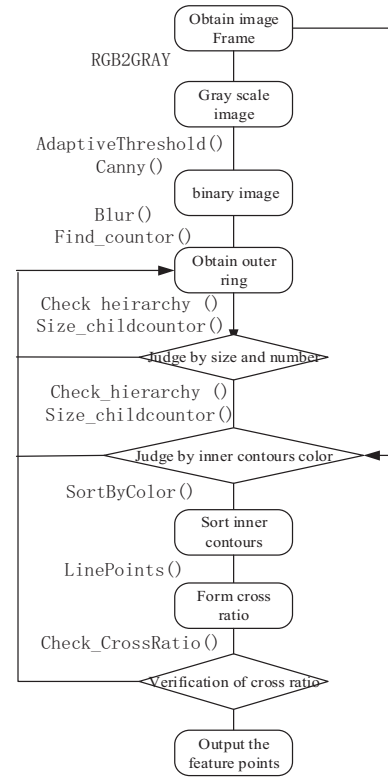 Obtain image
Frame
RGB2GRAY
Gray scale
image
AdaptiveThreshold()
Canny()
binary image
Blur()
Find_countor()
Obtain outer
ring
Check heirarchy ()
Size_childcountor()
Judge by size and number
Check_hierarchy ()
Size_childcountor()
Judge by inner contours color
SortByColor()
Sort inner
contours
LinePoints()
Form cross
ratio
Check_CrossRatio()
Verification of cross ratio
Output the
feature points